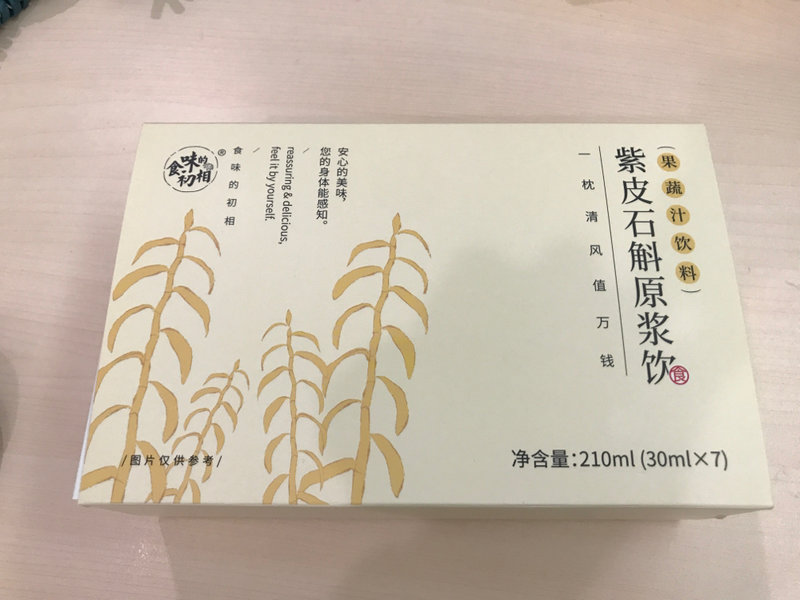 食味的初相®
食味的初相
/
reassuring & delicious,
feel it by yourself.
/
安心的美味,
您的身体能感知。
(果蔬汁饮料)
紫皮石斛原浆饮
食
一枕清风值万钱
/图片仅供参考/
净含量:210ml (30ml×7)